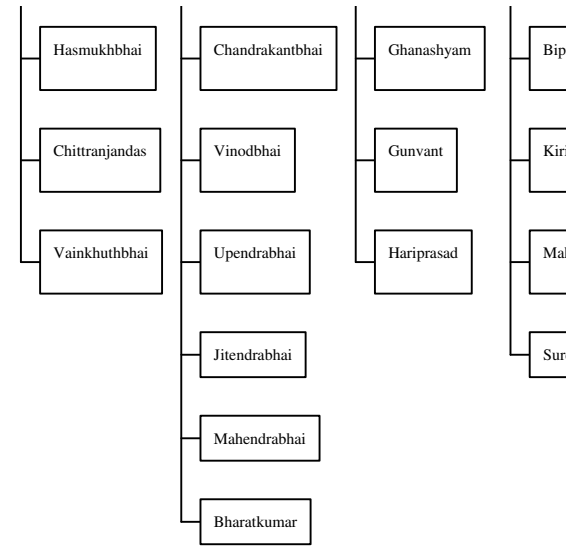 Hasmukhbhai
Chandrakantbhai
Ghanashyam
Chittranjandas
Vinodbhai
Gunvant
Vainkhuthbhai
Upendrabhai
Hariprasad
Jitendrabhai
Mahendrabhai
Bharatkumar